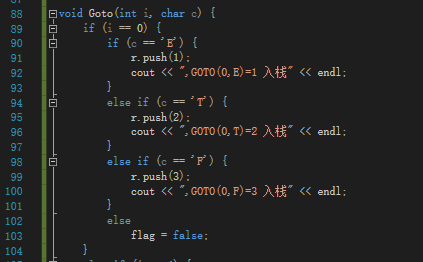 88 void Goto(int i, char c) {
89 if (i == 0) {
90 if (c == 'E') {
91 r.push(1);
92 cout << ",GOTO(0,E)=1 入栈" << endl;
93 }
94 else if (c == 'T') {
95 r.push(2);
96 cout << ",GOTO(0,T)=2 入栈" << endl;
97 }
98 else if (c == 'F') {
99 r.push(3);
100 cout << ",GOTO(0,F)=3 入栈" << endl;
101 }
102 else
103 flag = false;
104 }